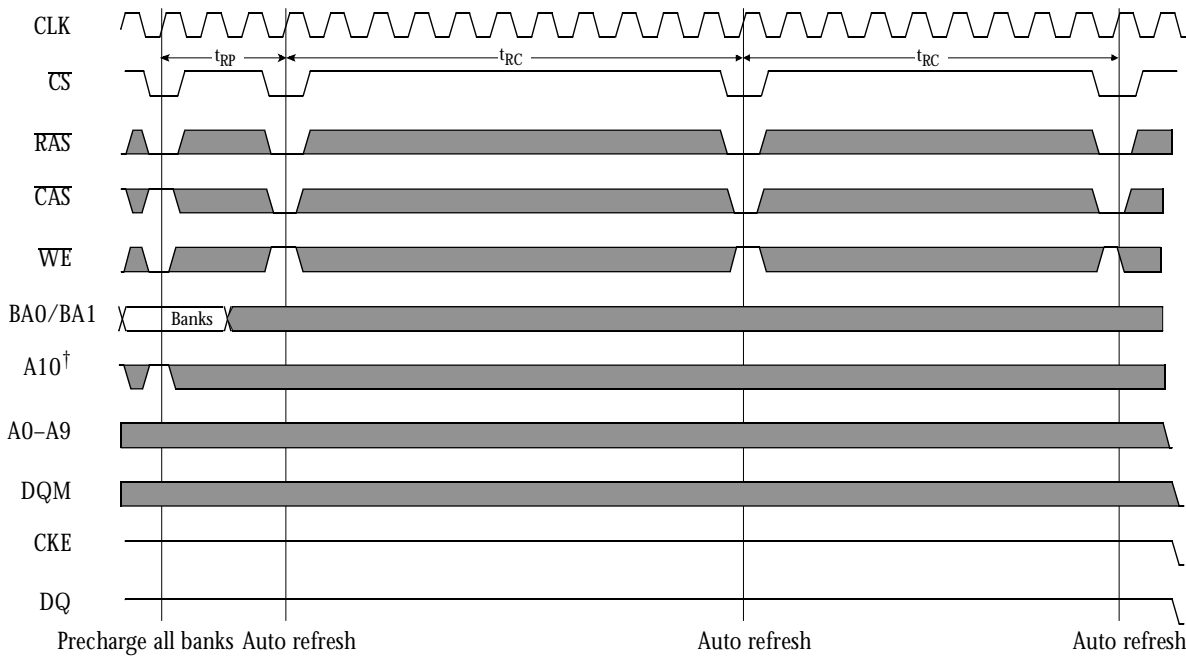 CLK
tRP
tRC
tRC
CS
RAS
CAS
WE
BA0/BA1
Banks
A10†
A0–A9
DQM
CKE
DQ
Precharge all banks Auto refresh Auto refresh Auto refresh